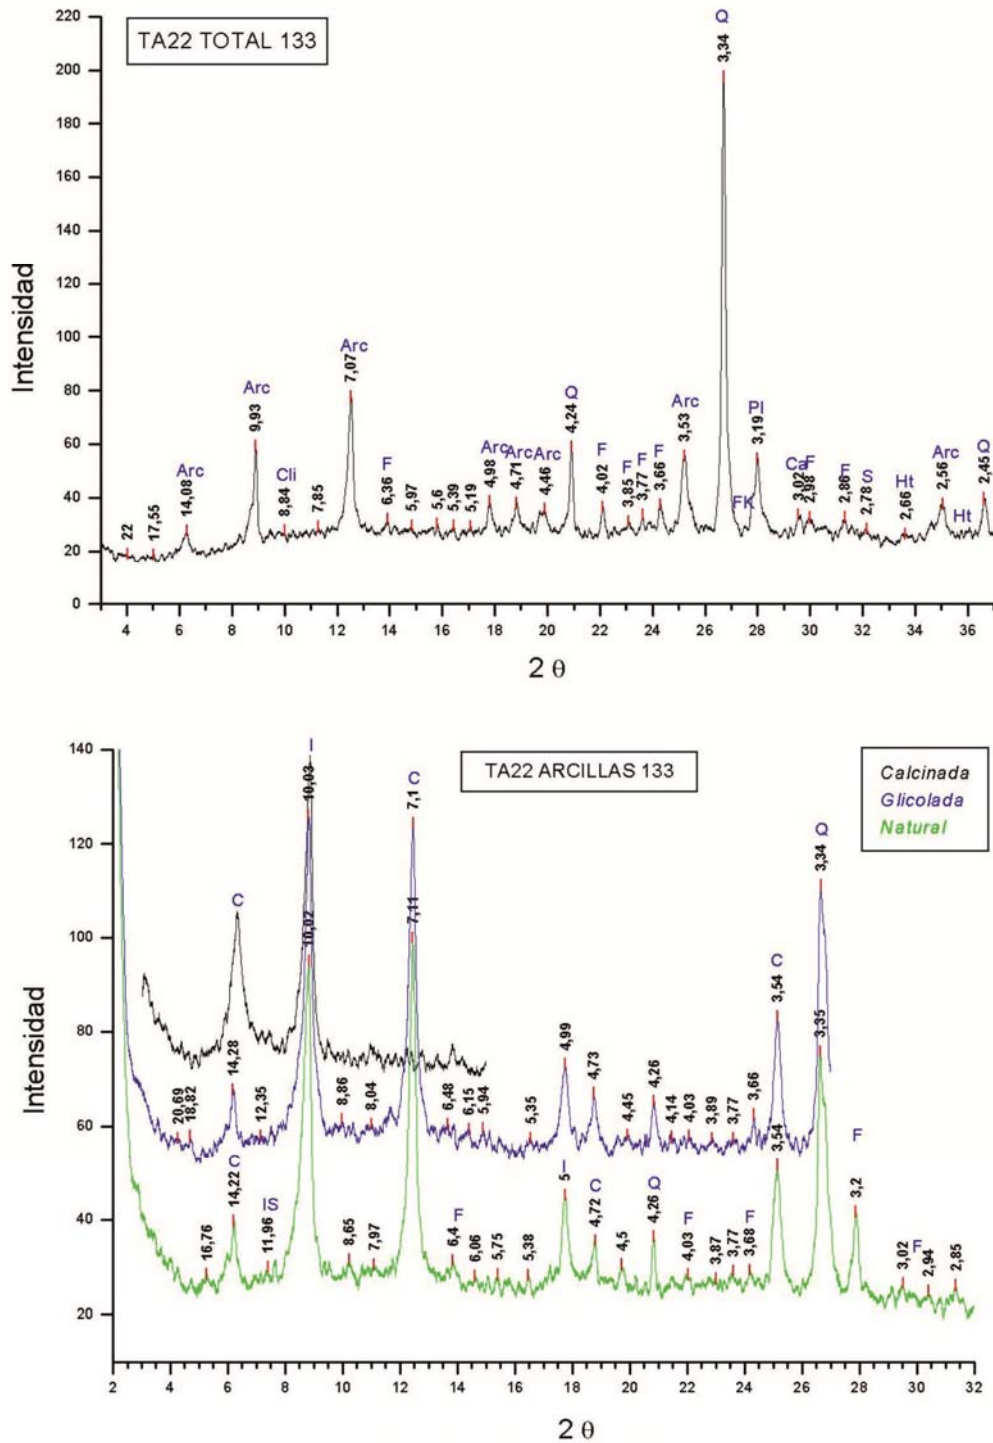 TA22 TOTAL 133
Intensidad
220
200
180
160
140
120
100
80
60
40
20
0
22
17,55
Arc 14,08
Arc 9,93
Cli 8,84
7,85
Arc 7,07
F 6,36
5,97
5,6
5,39
5,19
Arc 4,98
Arc 4,71
Arc 4,46
Q 4,24
F 4,02
F 3,85
F 3,77
F 3,66
Arc 3,53
Q 3,34
FK
Pl 3,19
Ca 3,02
F 2,98
F 2,86
S 2,78
Ht 2,66
Arc 2,56
Ht
Q 2,45
4 6 8 10 12 14 16 18 20 22 24 26 28 30 32 34 36
2 θ
TA22 ARCILLAS 133
Calcinada
Glicolada
Natural
Intensidad
140
120
100
80
60
40
20
C
I 10,03
C 7,1
Q 3,34
20,69
18,82
14,28
12,35
8,86
8,04
6,48
6,15
5,94
5,35
4,99
4,73
4,45
4,26
4,14
4,03
3,89
3,77
3,66
C 3,54
16,76
C 14,22
IS 11,96
10,02
8,65
7,97
7,11
F 6,4
6,06
5,75
5,38
I 5
C 4,72
4,5
Q 4,26
F 4,03
3,87
3,77
F 3,68
3,54
3,35
F 3,2
3,02
F
2,94
2,85
2 4 6 8 10 12 14 16 18 20 22 24 26 28 30 32
2 θ